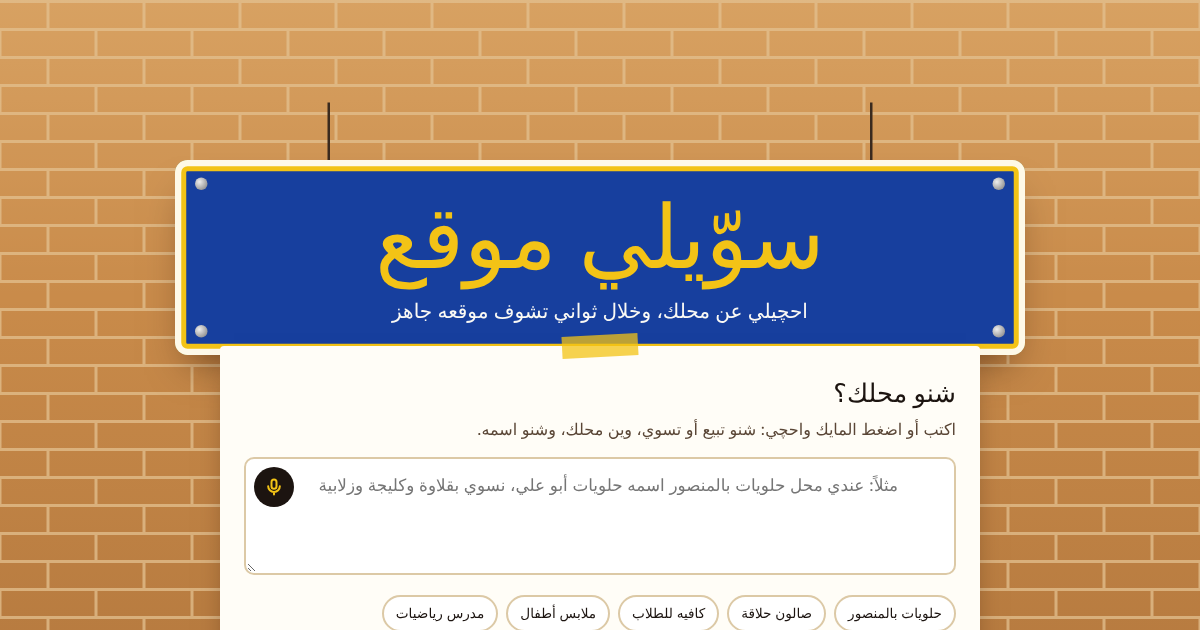 سوّيلي موقع
احچيلي عن محلك، وخلال ثواني تشوف موقعه جاهز
شنو محلك؟
اكتب أو اضغط المايك واحچي: شنو تبيع أو تسوي، وين محلك، وشنو اسمه.
مثلاً: عندي محل حلويات بالمنصور اسمه حلويات أبو علي، نسوي بقلاوة وكليجة وزلابية
حلويات بالمنصور
صالون حلاقة
كافيه للطلاب
ملابس أطفال
مدرس رياضيات